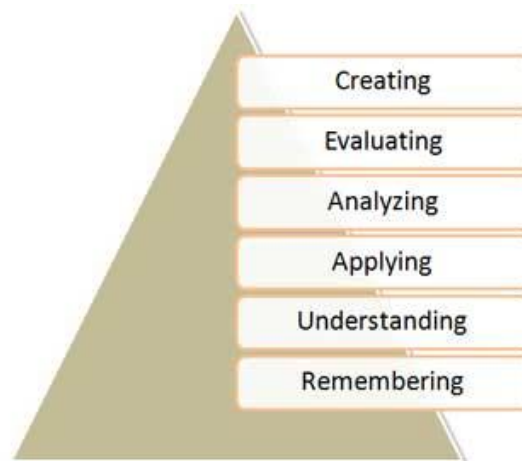 Creating
Evaluating
Analyzing
Applying
Understanding
Remembering